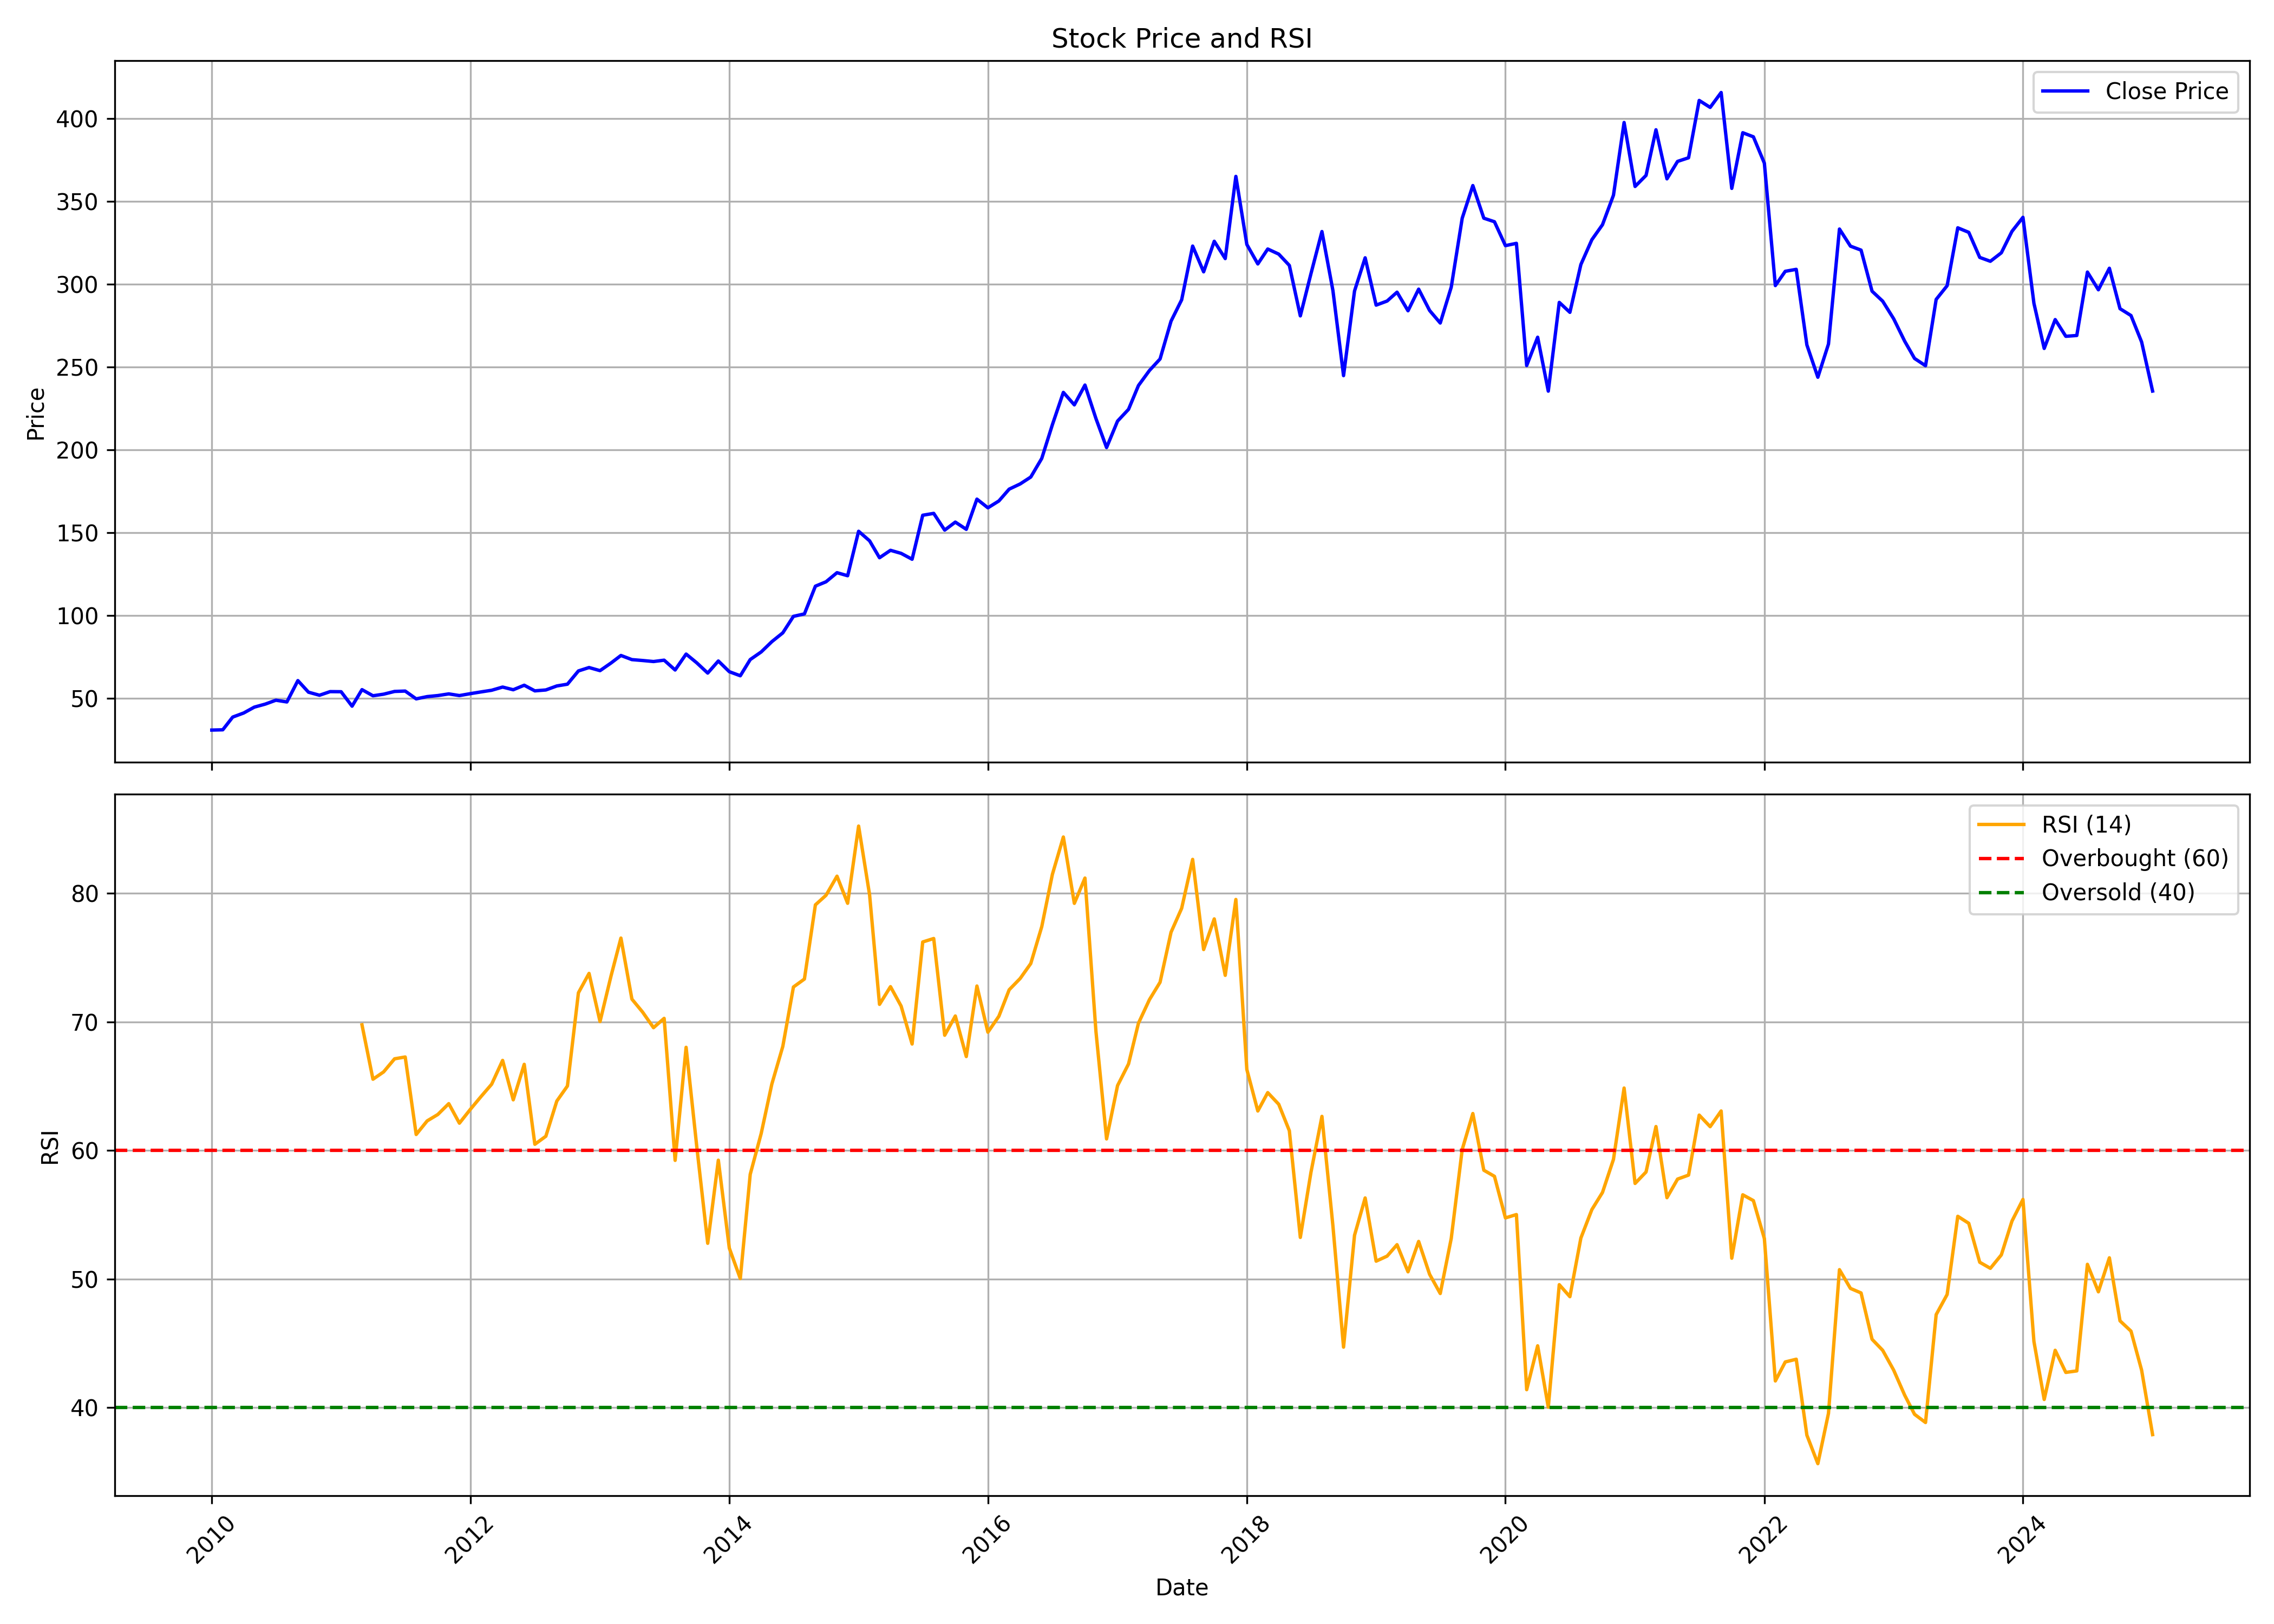 Stock Price and RSI
Close Price
400
350
300
250
200
150
100
50
Price
RSI (14)
Overbought (60)
Oversold (40)
80
70
60
50
40
RSI
2010
2012
2014
2016
2018
2020
2022
2024
Date